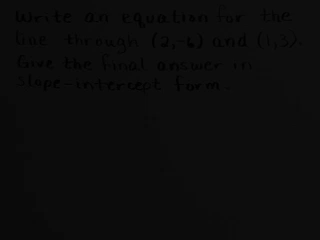 Write an equation for the
line through (2,-6) and (1,3).
Give the final answer in
slope-intercept form.